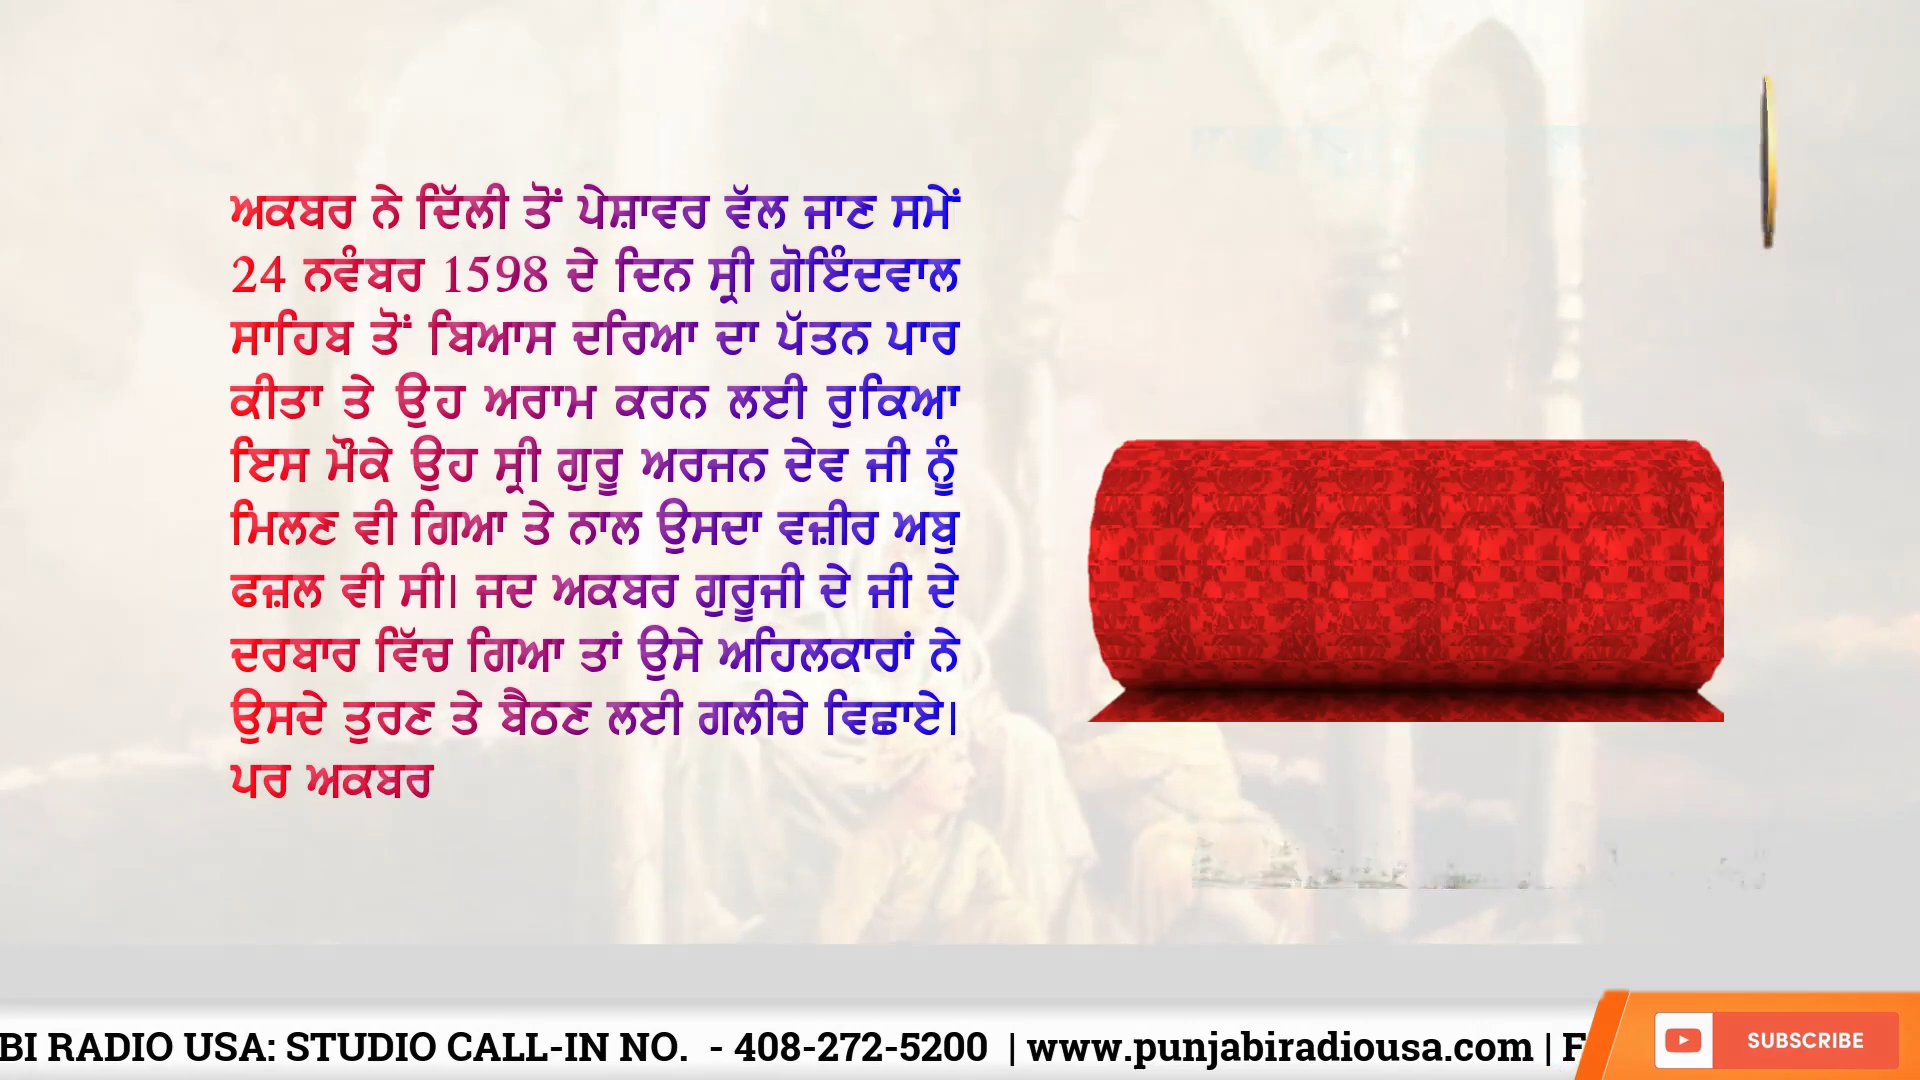 ਅਕਬਰ ਨੇ ਦਿੱਲੀ ਤੋਂ ਪੇਸ਼ਾਵਰ ਵੱਲ ਜਾਣ ਸਮੇਂ
24 ਨਵੰਬਰ 1598 ਦੇ ਦਿਨ ਸ੍ਰੀ ਗੋਇੰਦਵਾਲ
ਸਾਹਿਬ ਤੋਂ ਬਿਆਸ ਦਰਿਆ ਦਾ ਪੱਤਨ ਪਾਰ
ਕੀਤਾ ਤੇ ਉਹ ਅਰਾਮ ਕਰਨ ਲਈ ਰੁਕਿਆ
ਇਸ ਮੌਕੇ ਉਹ ਸ੍ਰੀ ਗੁਰੂ ਅਰਜਨ ਦੇਵ ਜੀ ਨੂੰ
ਮਿਲਣ ਵੀ ਗਿਆ ਤੇ ਨਾਲ ਉਸਦਾ ਵਜ਼ੀਰ ਅਬੁ
ਫਜ਼ਲ ਵੀ ਸੀ। ਜਦ ਅਕਬਰ ਗੁਰੂਜੀ ਦੇ ਜੀ ਦੇ
ਦਰਬਾਰ ਵਿੱਚ ਗਿਆ ਤਾਂ ਉਸੇ ਅਹਿਲਕਾਰਾਂ ਨੇ
ਉਸਦੇ ਤੁਰਣ ਤੇ ਬੈਠਣ ਲਈ ਗਲੀਚੇ ਵਿਛਾਏ।
ਪਰ ਅਕਬਰ
BI RADIO USA: STUDIO CALL-IN NO. - 408-272-5200 | www.punjabiradiousa.com | F
SUBSCRIBE